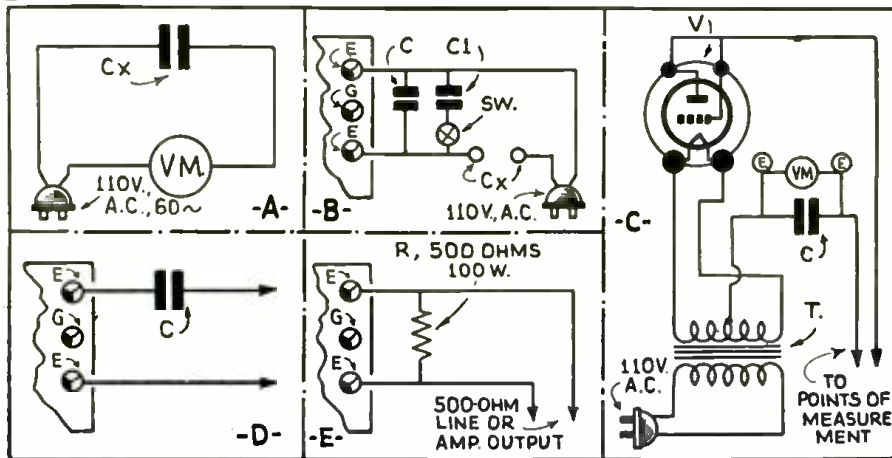 Cx
VM.
110V.,
A.C., 60~
-A-
E
G
E
C
C1
SW.
Cx
110V., A.C.
-B-
V
E
VM
E
C
-C-
T.
110V.
A.C.
TO
POINTS OF
MEASURE
MENT
E
G
E
C
-D-
R, 500 OHMS
100 W.
E
G
E
500-OHM
LINE OR
AMP. OUTPUT
-E-